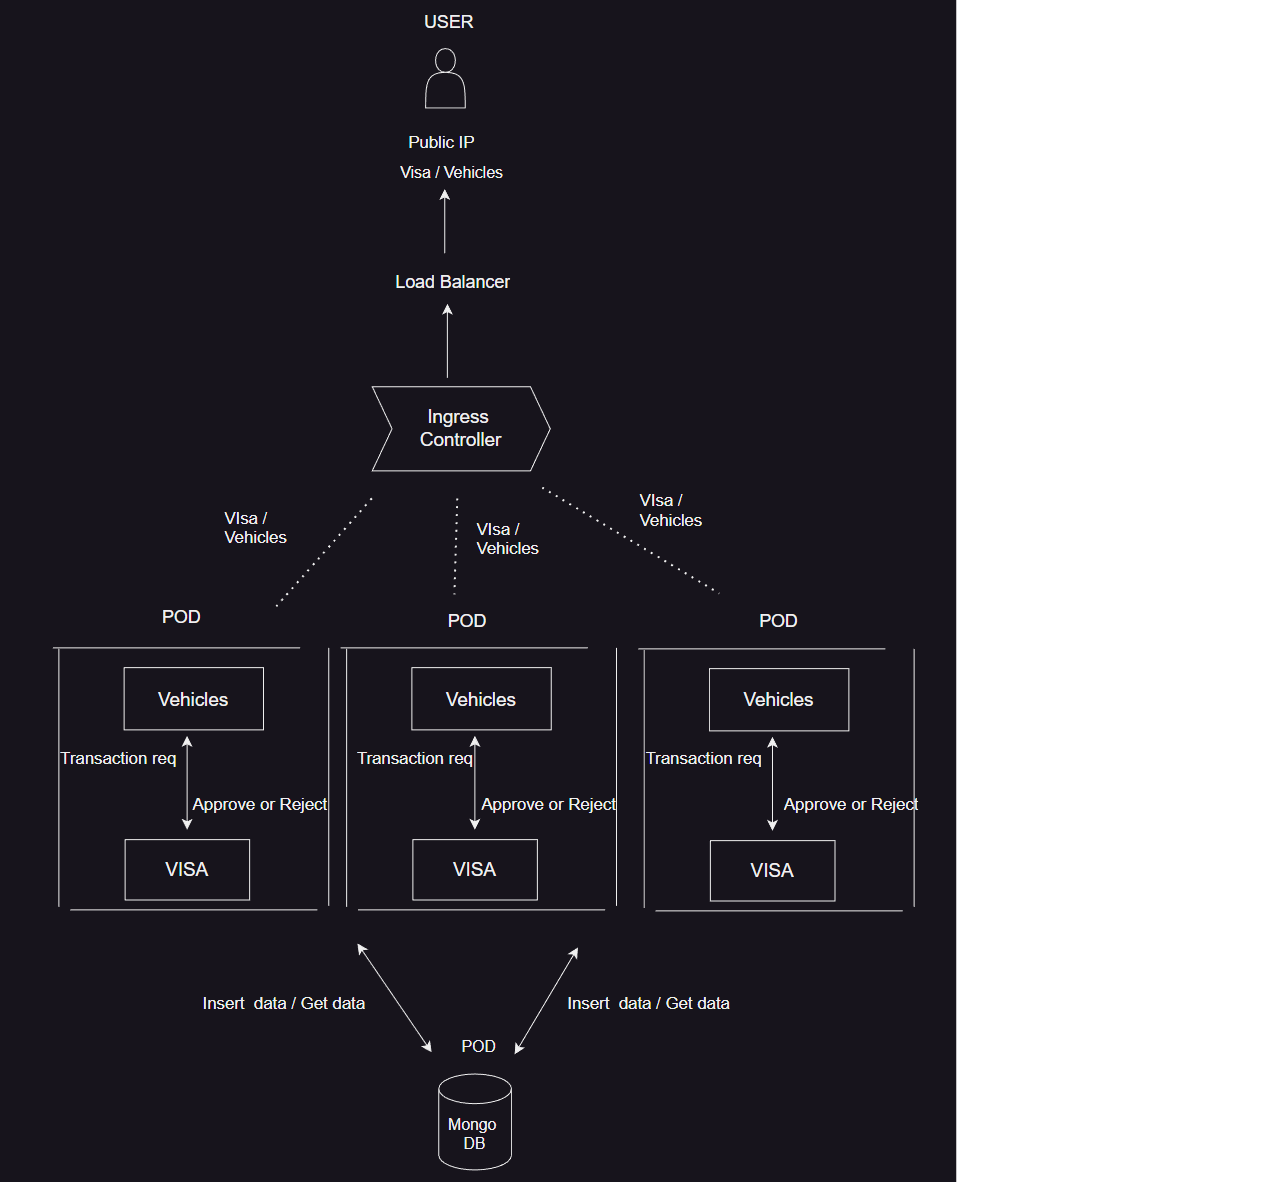 USER
Public IP
Visa / Vehicles
Load Balancer
Ingress
Controller
VIsa /
Vehicles
VIsa /
Vehicles
VIsa /
Vehicles
POD
POD
POD
Vehicles
Vehicles
Vehicles
Transaction req
Transaction req
Transaction req
Approve or Reject
Approve or Reject
Approve or Reject
VISA
VISA
VISA
Insert data / Get data
Insert data / Get data
POD
Mongo
DB